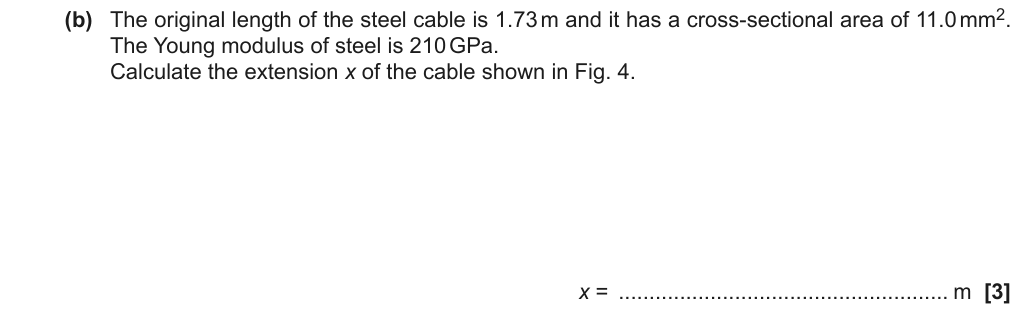 (b) The original length of the steel cable is 1.73 m and it has a cross-sectional area of 11.0 mm².
The Young modulus of steel is 210 GPa.
Calculate the extension x of the cable shown in Fig. 4.
x = ...................................................... m [3]